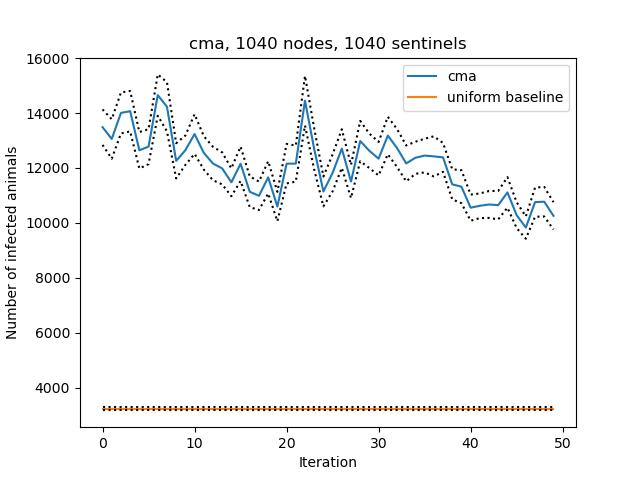 cma, 1040 nodes, 1040 sentinels
Number of infected animals
16000
14000
12000
10000
8000
6000
4000
0
10
20
30
40
50
Iteration
cma
uniform baseline